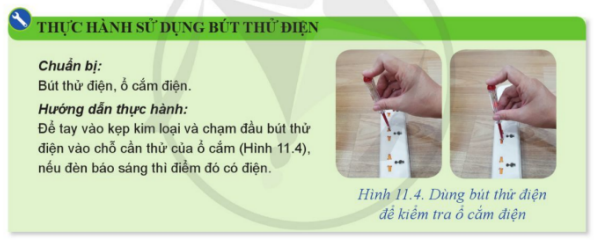 THỰC HÀNH SỬ DỤNG BÚT THỬ ĐIỆN
Chuẩn bị:
Bút thử điện, ổ cắm điện.
Hướng dẫn thực hành:
Để tay vào kẹp kim loại và chạm đầu bút thử
điện vào chỗ cần thử của ổ cắm (Hình 11.4),
nếu đèn báo sáng thì điểm đó có điện.
Hình 11.4. Dùng bút thử điện
để kiểm tra ổ cắm điện